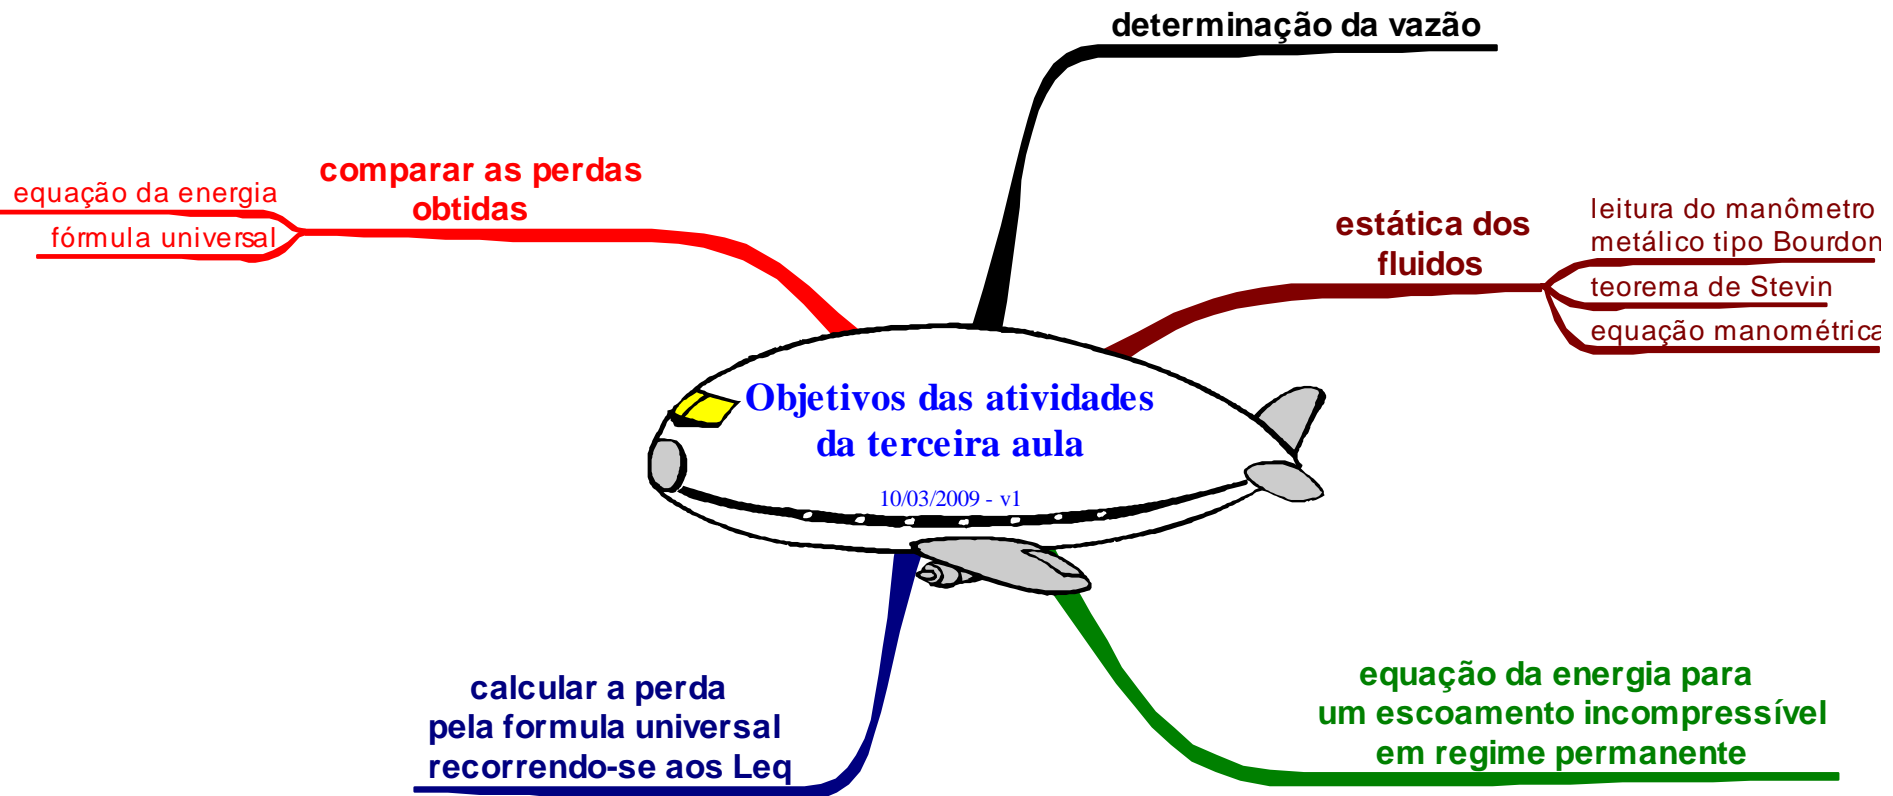 Objetivos das atividades
da terceira aula
10/03/2009 - v1
determinação da vazão
estática dos
fluidos
leitura do manômetro
metálico tipo Bourdon
teorema de Stevin
equação manométrica
equação da energia para
um escoamento incompressível
em regime permanente
calcular a perda
pela formula universal
recorrendo-se aos Leq
comparar as perdas
obtidas
equação da energia
fórmula universal